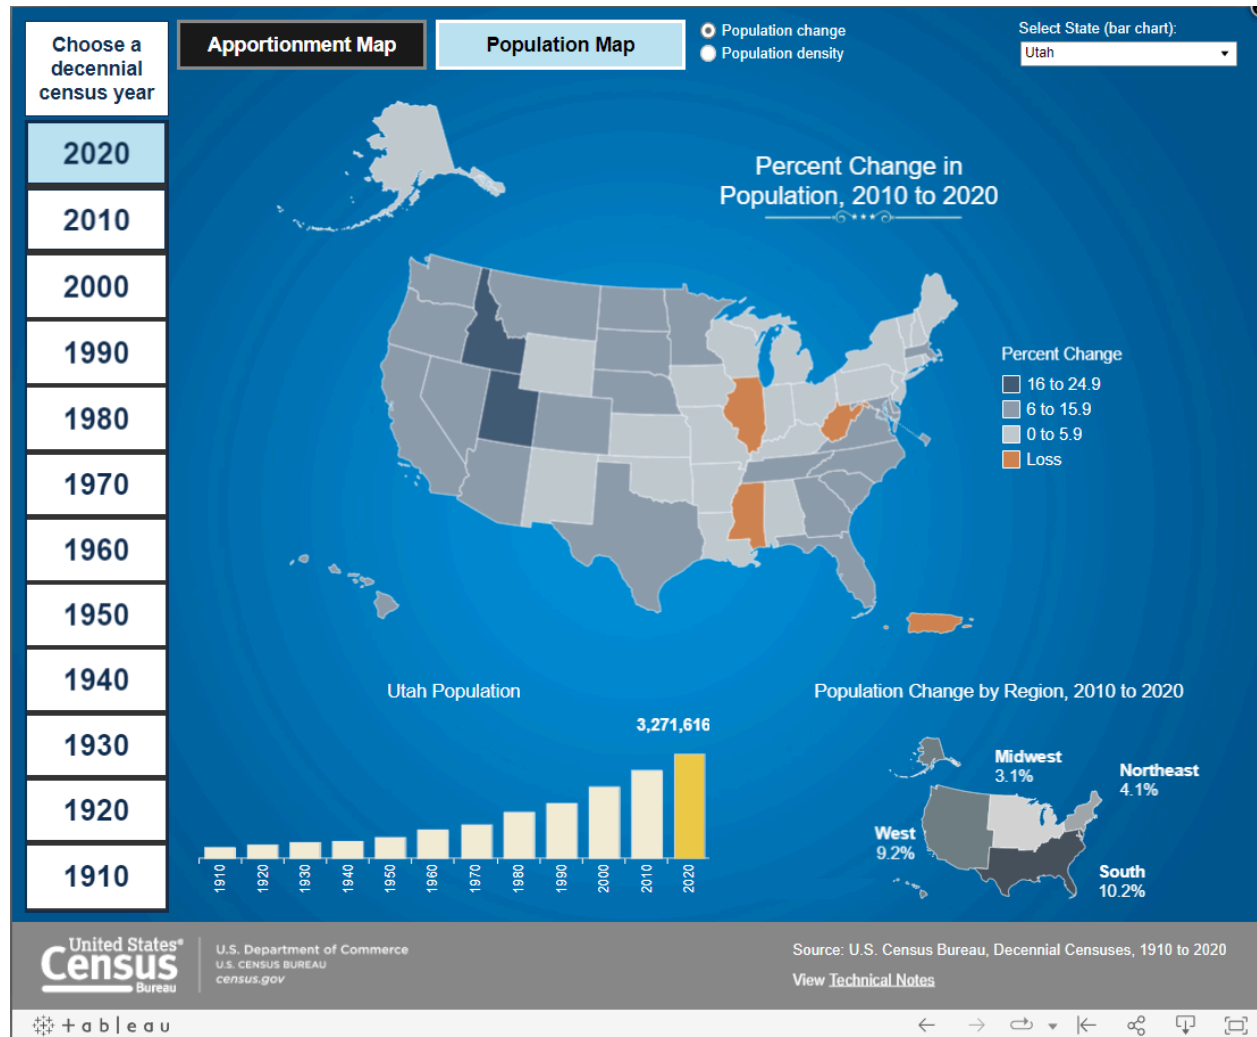 Choose a
decennial
census year
2020
2010
2000
1990
1980
1970
1960
1950
1940
1930
1920
1910
Apportionment Map
Population Map
Population change
Population density
Select State (bar chart):
Utah
Percent Change in
Population, 2010 to 2020
Percent Change
16 to 24.9
6 to 15.9
0 to 5.9
Loss
Utah Population
3,271,616
1910
1920
1930
1940
1950
1960
1970
1980
1990
2000
2010
2020
Population Change by Region, 2010 to 2020
Midwest
3.1%
Northeast
4.1%
West
9.2%
South
10.2%
United States®
Census
Bureau
U.S. Department of Commerce
U.S. CENSUS BUREAU
census.gov
Source: U.S. Census Bureau, Decennial Censuses, 1910 to 2020
View Technical Notes
+ a b l e a u